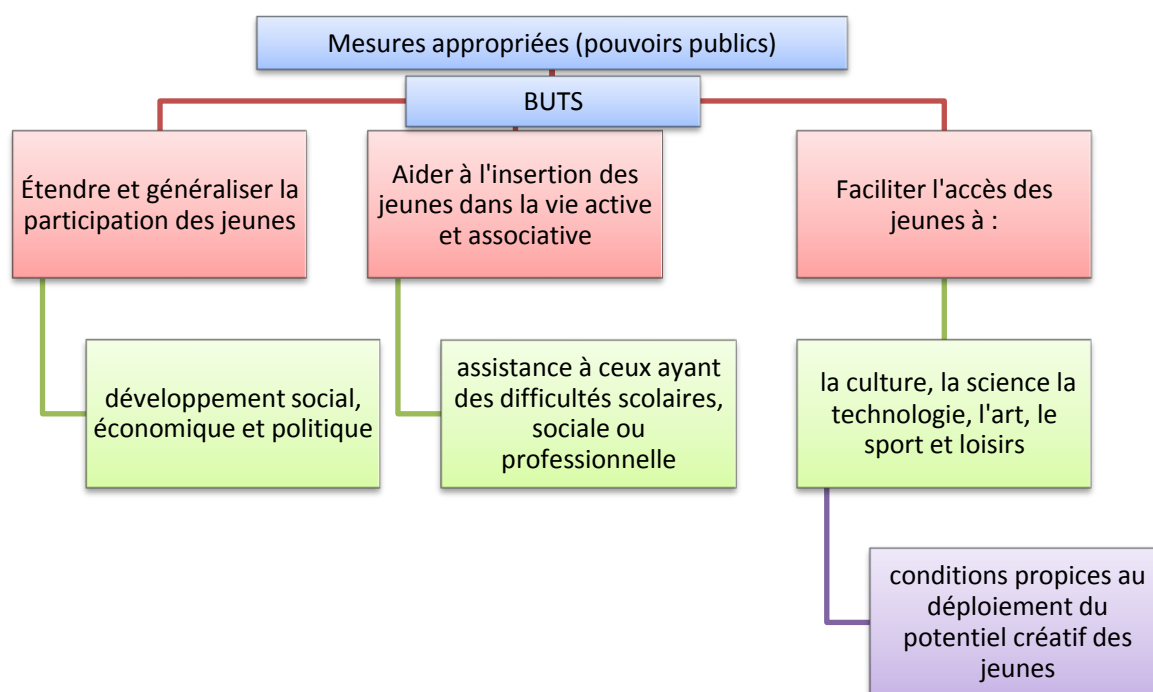 Mesures appropriées (pouvoirs publics)
BUTS
Étendre et généraliser la
participation des jeunes
développement social,
économique et politique
Aider à l'insertion des
jeunes dans la vie active
et associative
assistance à ceux ayant
des difficultés scolaires,
sociale ou
professionnelle
Faciliter l'accès des
jeunes à :
la culture, la science la
technologie, l'art, le
sport et loisirs
conditions propices au
déploiement du
potentiel créatif des
jeunes